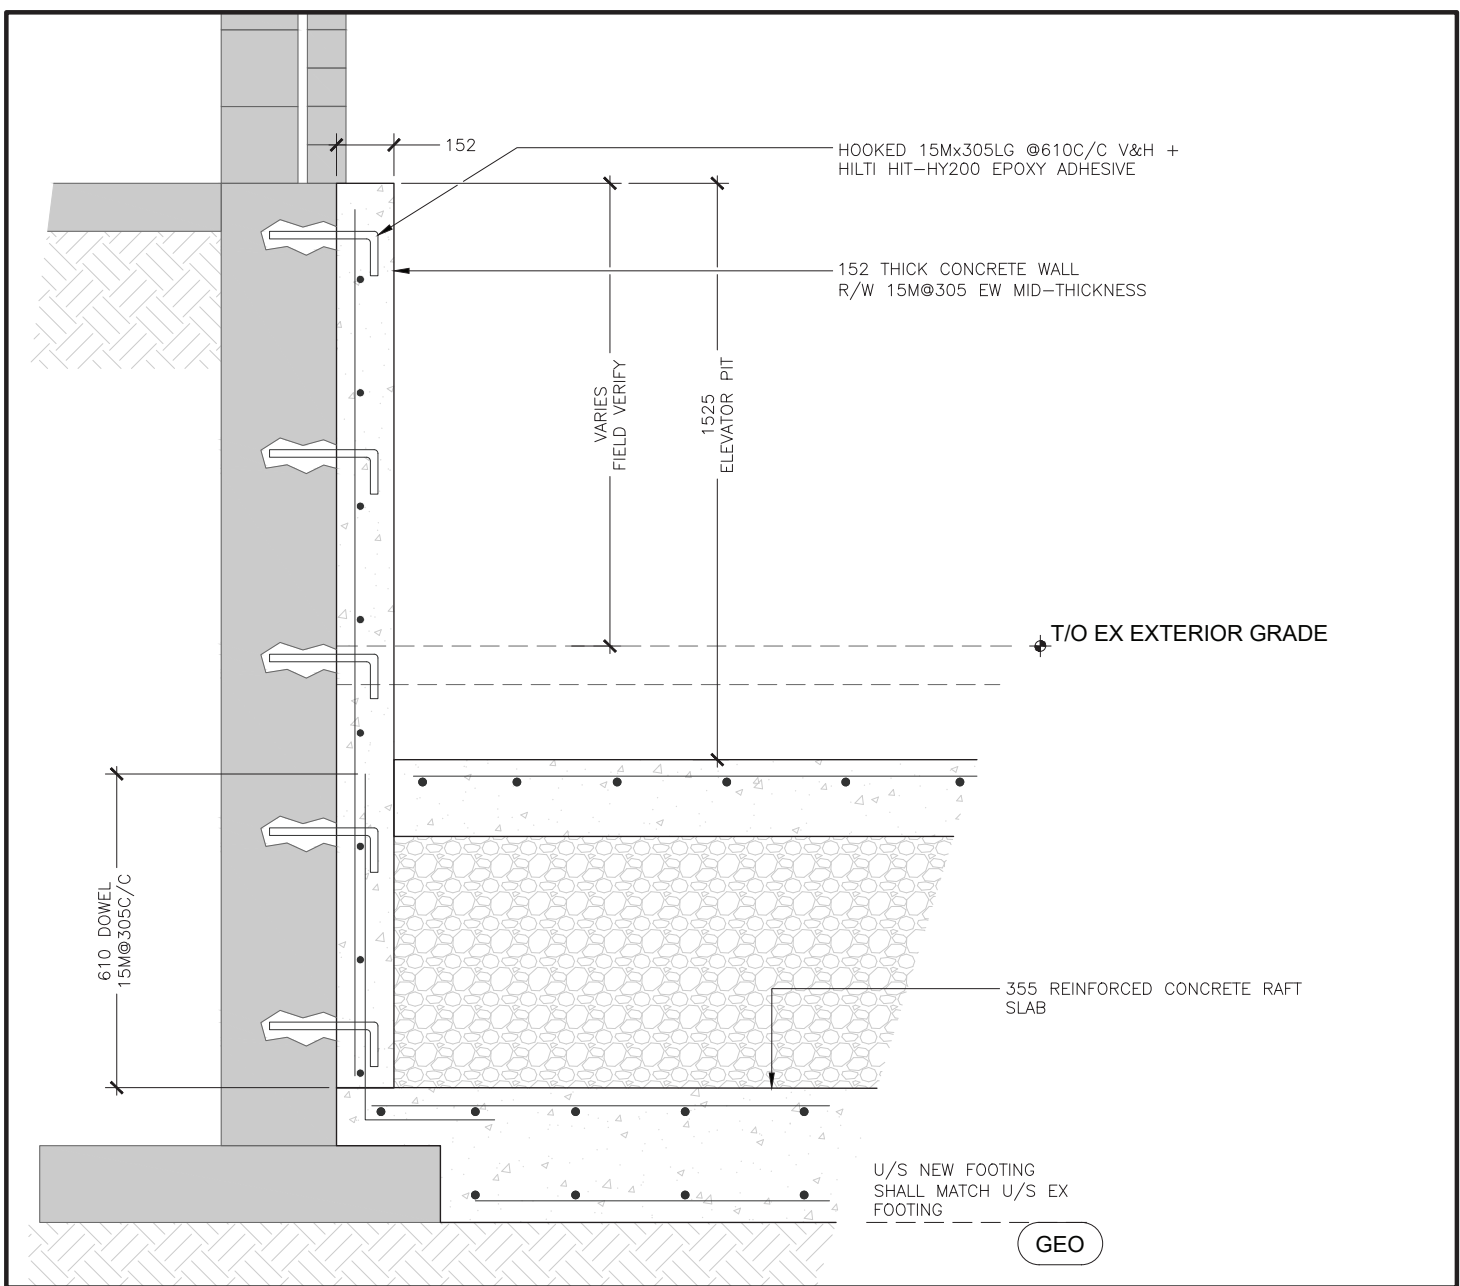 152
HOOKED 15Mx305LG @610C/C V&H +
HILTI HIT-HY200 EPOXY ADHESIVE
152 THICK CONCRETE WALL
R/W 15M@305 EW MID-THICKNESS
VARIES
FIELD VERIFY
1525
ELEVATOR PIT
T/O EX EXTERIOR GRADE
610 DOWEL
15M@305C/C
355 REINFORCED CONCRETE RAFT
SLAB
U/S NEW FOOTING
SHALL MATCH U/S EX
FOOTING
GEO